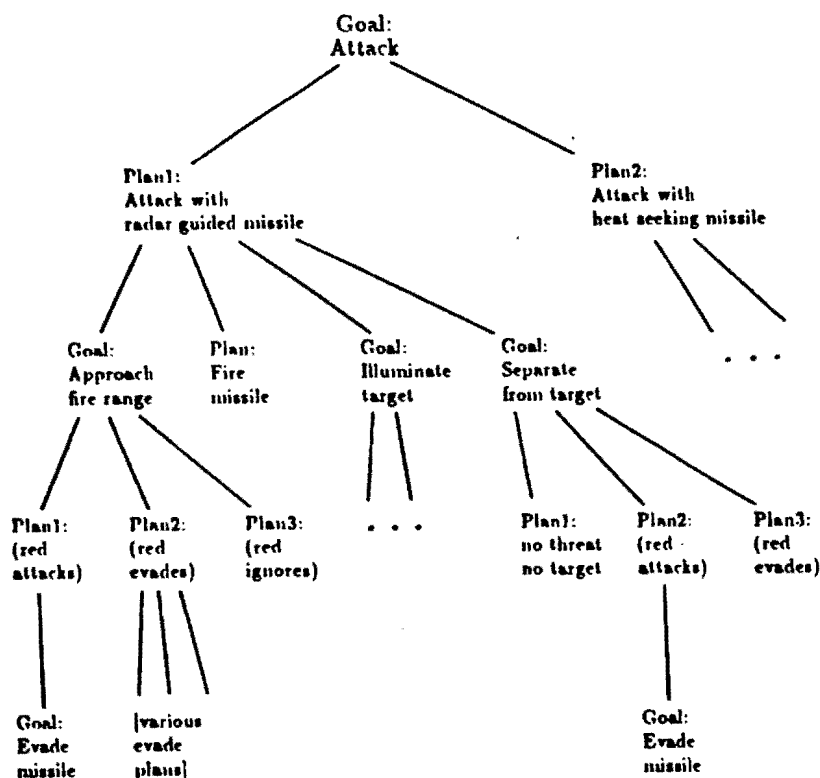 Goal:
Attack
Plan1:
Attack with
radar guided missile
Plan2:
Attack with
heat seeking missile
Goal:
Approach
fire range
Plan:
Fire
missile
Goal:
Illuminate
target
Goal:
Separate
from target
. . .
Plan1:
(red
attacks)
Plan2:
(red
evades)
Plan3:
(red
ignores)
. . .
Plan1:
no threat
no target
Plan2:
(red
attacks)
Plan3:
(red
evades)
Goal:
Evade
missile
[various
evade
plans]
Goal:
Evade
missile